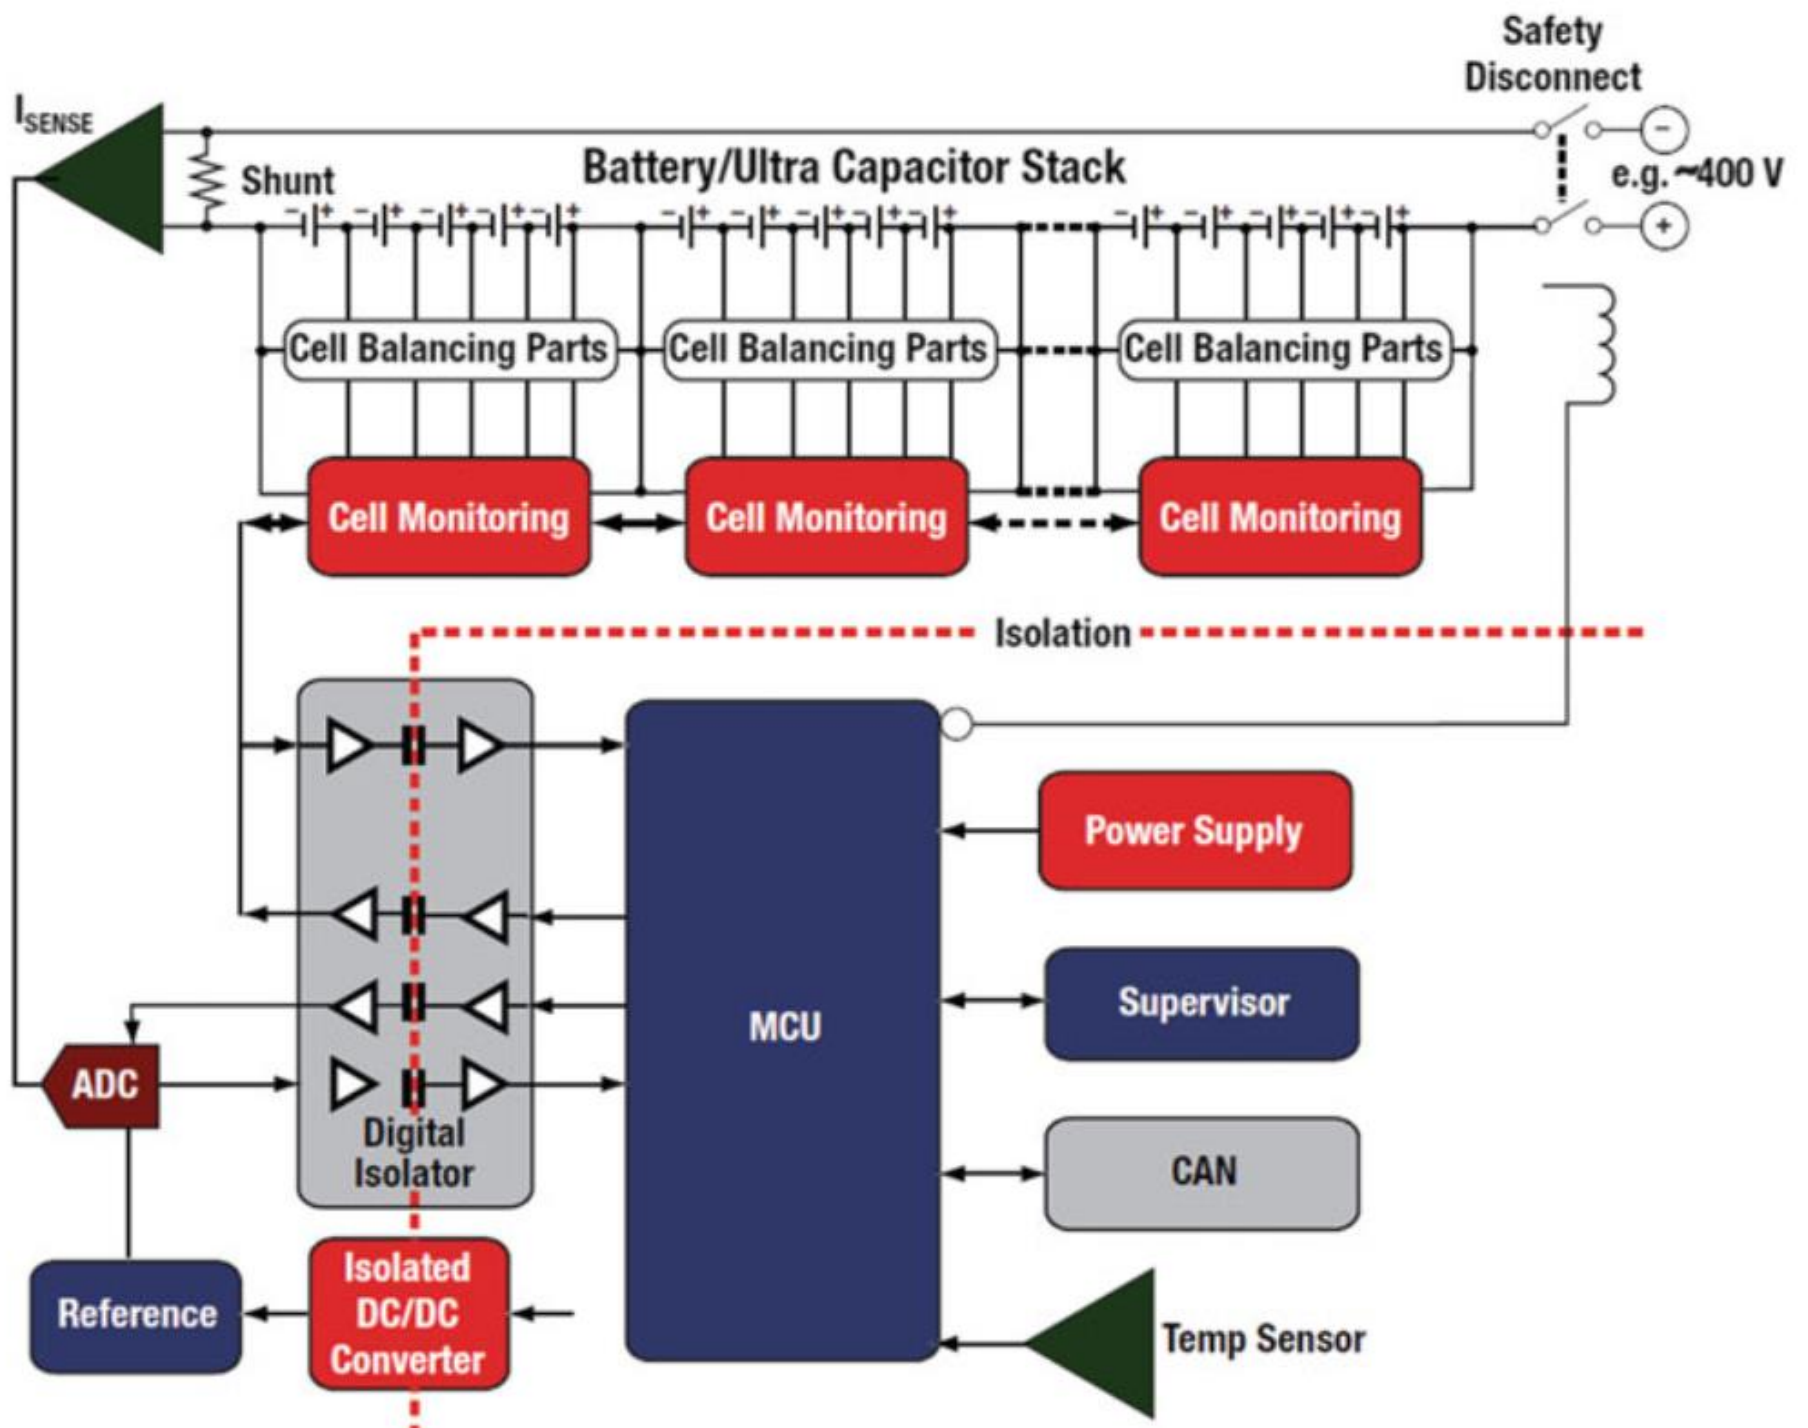 Safety
Disconnect
I_SENSE
−
Battery/Ultra Capacitor Stack
Shunt
e.g. ~400 V
− + − + − + − + − +
− + − + − + − + − +
− + − + − + − + − +
+
Cell Balancing Parts
Cell Balancing Parts
Cell Balancing Parts
Cell Monitoring
Cell Monitoring
Cell Monitoring
Isolation
Power Supply
Supervisor
MCU
ADC
Digital
Isolator
CAN
Reference
Isolated
DC/DC
Converter
Temp Sensor